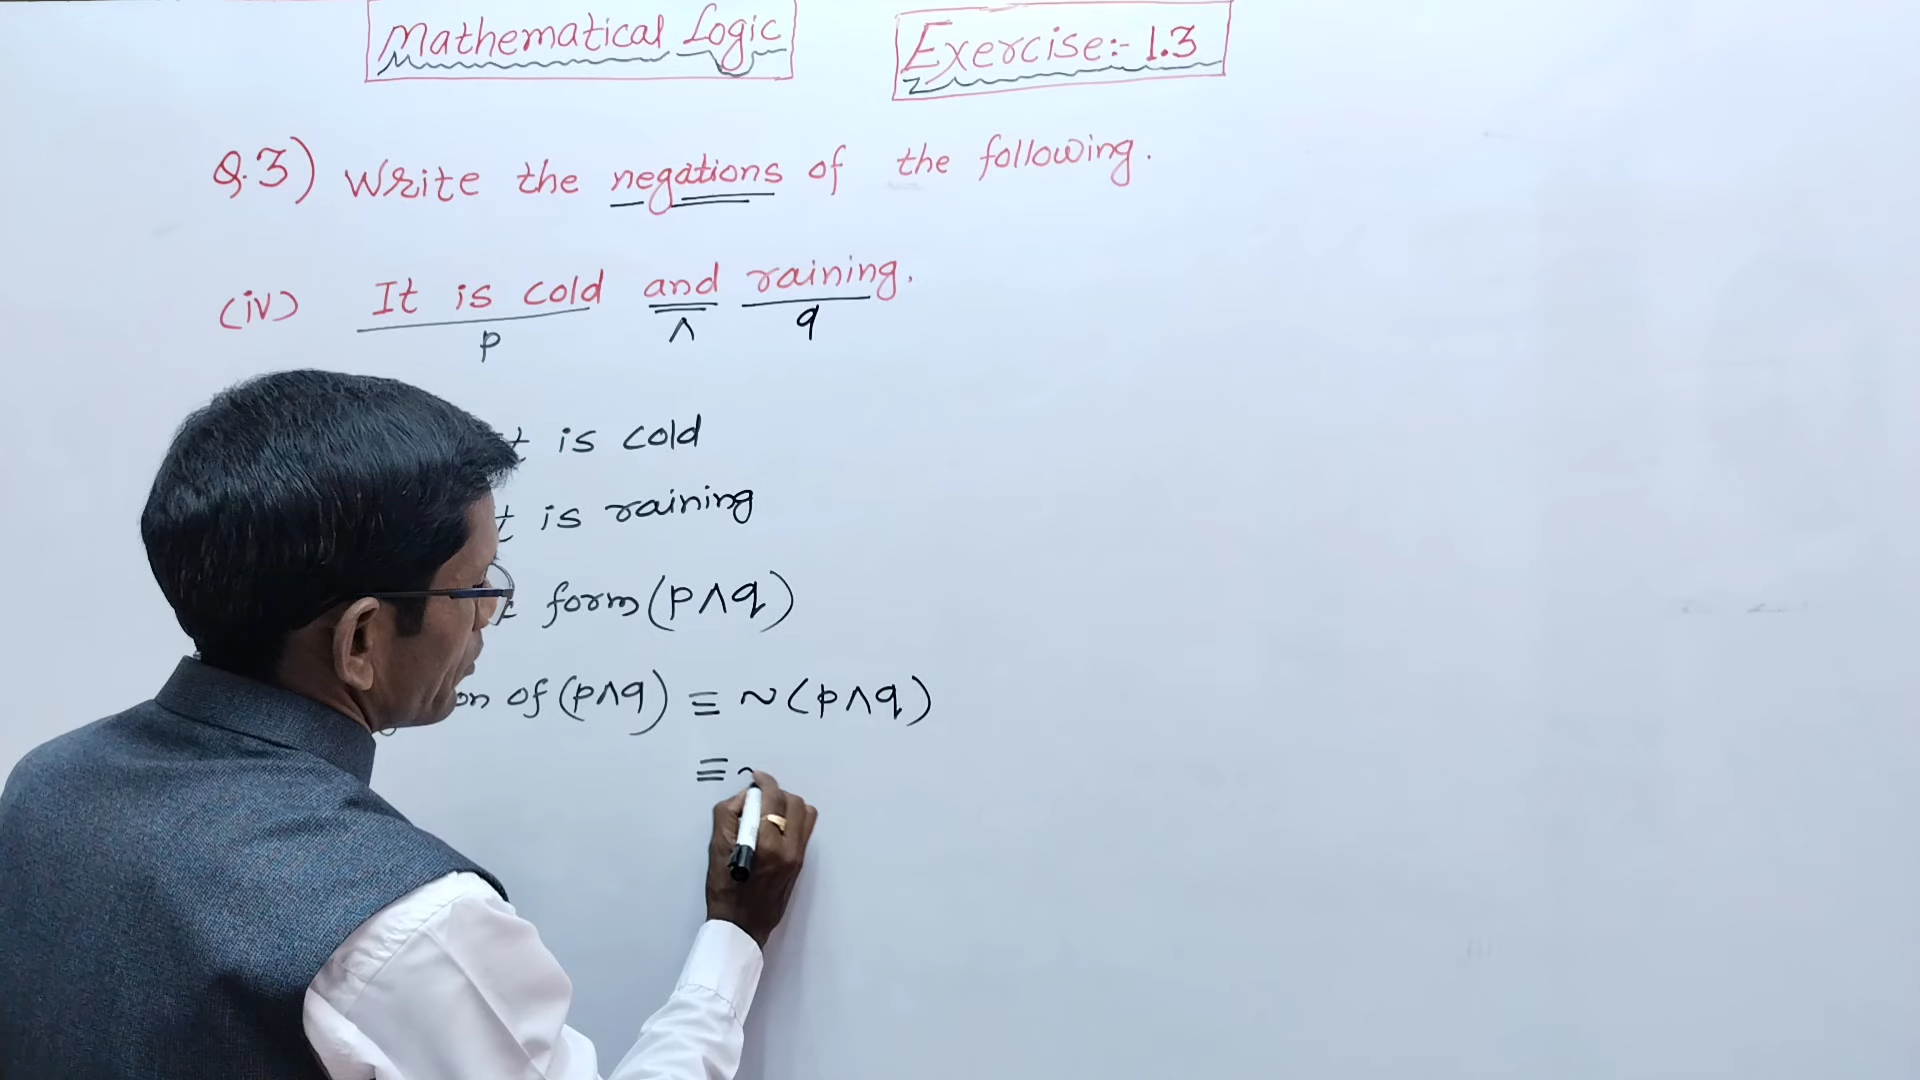 Mathematical Logic
Exercise:- 1.3
Q.3) Write the negations of the following.
(iv) It is cold and raining.
p ∧ q
is cold
is raining
form (p∧q)
of (p∧q) ≡ ~(p∧q)
≡ ~